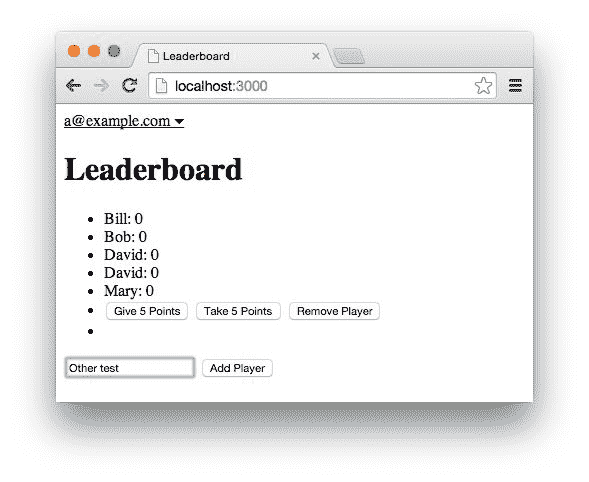 Leaderboard
localhost:3000
a@example.com
Leaderboard
Bill: 0
Bob: 0
David: 0
David: 0
Mary: 0
Give 5 Points Take 5 Points Remove Player
Other test Add Player